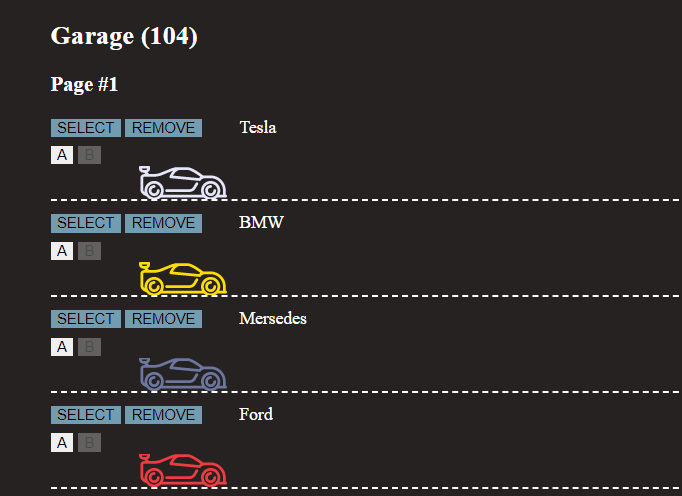 Garage (104)
Page #1
SELECT REMOVE Tesla
A B
SELECT REMOVE BMW
A B
SELECT REMOVE Mersedes
A B
SELECT REMOVE Ford
A B